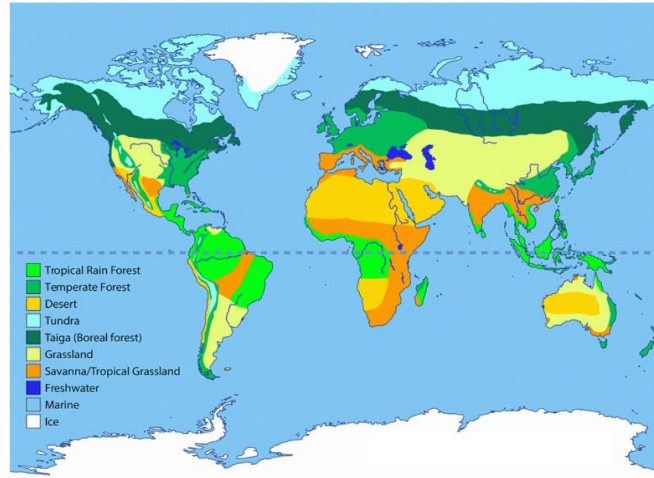 Tropical Rain Forest
Temperate Forest
Desert
Tundra
Taiga (Boreal forest)
Grassland
Savanna/Tropical Grassland
Freshwater
Marine
Ice